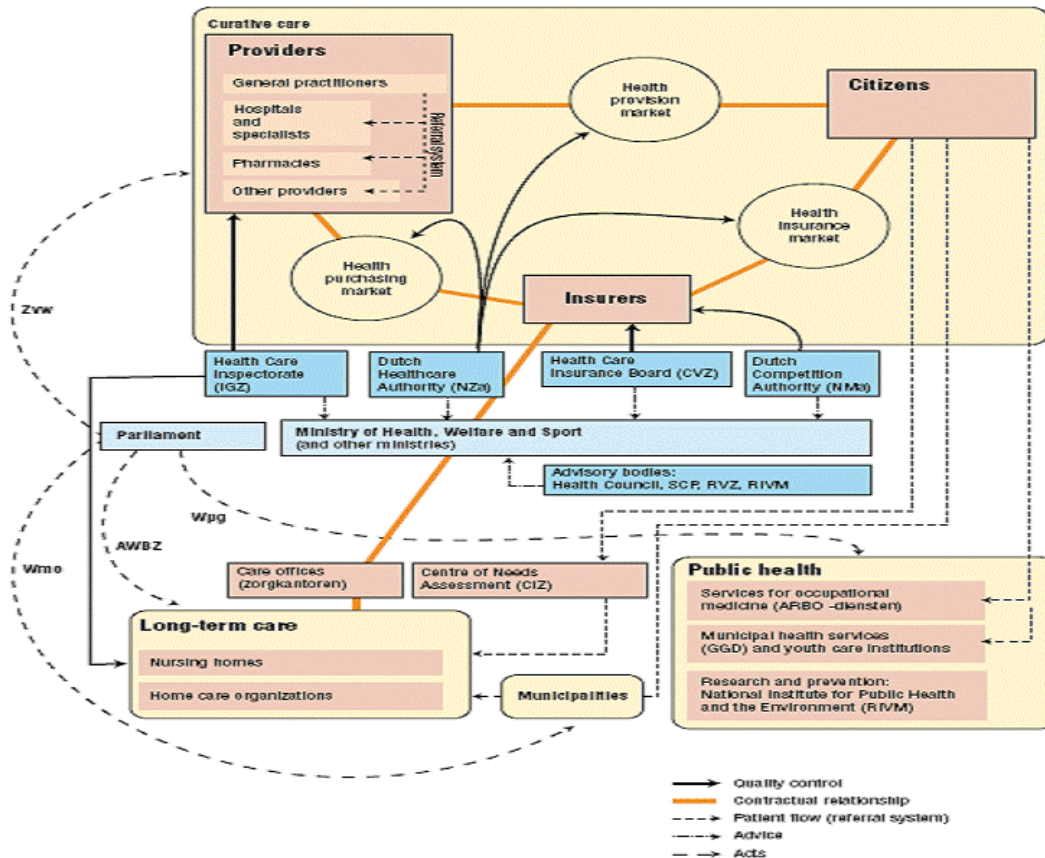 Curative care
Providers
General practitioners
Hospitals
and
specialists
Pharmacies
Other providers
Referral system
Health
provision
market
Citizens
Health
insurance
market
Health
purchasing
market
Insurers
Zvw
Health Care
Inspectorate
(IGZ)
Dutch
Healthcare
Authority (NZa)
Health Care
Insurance Board (CVZ)
Dutch
Competition
Authority (NMa)
Parliament
Ministry of Health, Welfare and Sport
(and other ministries)
Advisory bodies:
Health Council, SCP, RVZ, RIVM
Wpg
AWBZ
Wmo
Care offices
(zorgkantoren)
Centre of Needs
Assessment (CIZ)
Public health
Services for occupational
medicine (ARBO -diensten)
Municipal health services
(GGD) and youth care institutions
Research and prevention:
National Institute for Public Health
and the Environment (RIVM)
Long-term care
Nursing homes
Home care organizations
Municipalities
Quality control
Contractual relationship
Patient flow (referral system)
Advice
Acts